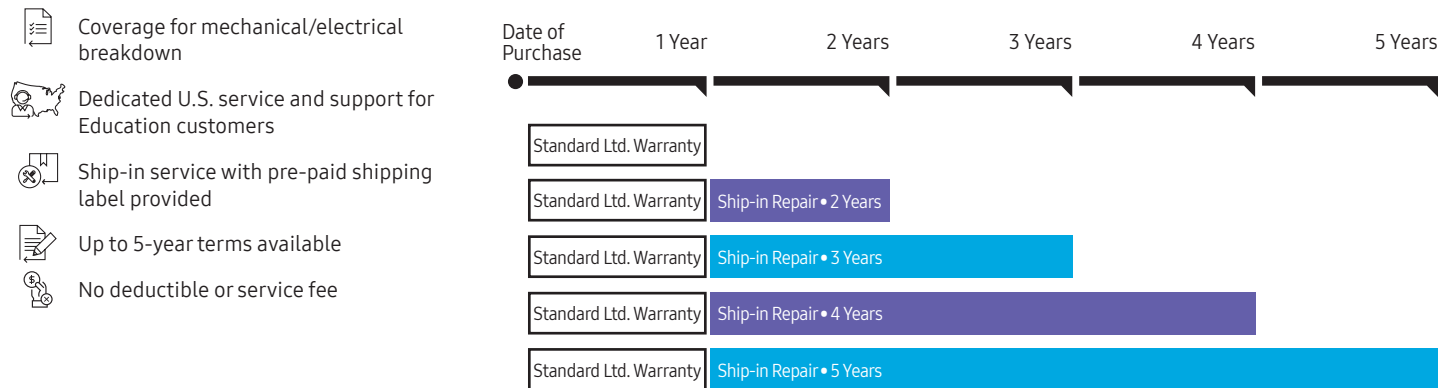 Coverage for mechanical/electrical
breakdown
Dedicated U.S. service and support for
Education customers
Ship-in service with pre-paid shipping
label provided
Up to 5-year terms available
No deductible or service fee
Date of
Purchase
1 Year
2 Years
3 Years
4 Years
5 Years
Standard Ltd. Warranty
Standard Ltd. Warranty
Ship-in Repair • 2 Years
Standard Ltd. Warranty
Ship-in Repair • 3 Years
Standard Ltd. Warranty
Ship-in Repair • 4 Years
Standard Ltd. Warranty
Ship-in Repair • 5 Years